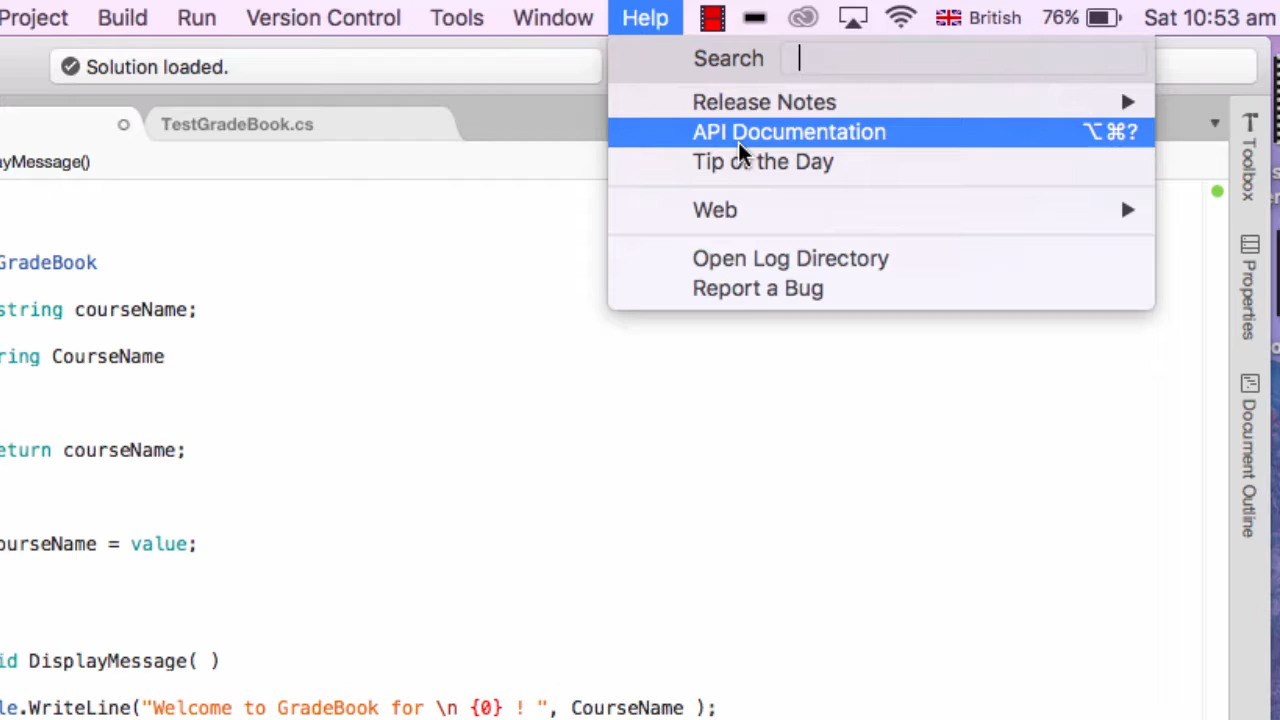 Project Build Run Version Control Tools Window Help British 76% Sat 10:53 am
Solution loaded.
Search
Release Notes
API Documentation ⌥⌘?
Tip of the Day
Web
Open Log Directory
Report a Bug
TestGradeBook.cs
ayMessage()
GradeBook
string courseName;
ring CourseName
eturn courseName;
ourseName = value;
id DisplayMessage( )
le.WriteLine("Welcome to GradeBook for \n {0} ! ", CourseName );
Toolbox
Properties
Document Outline